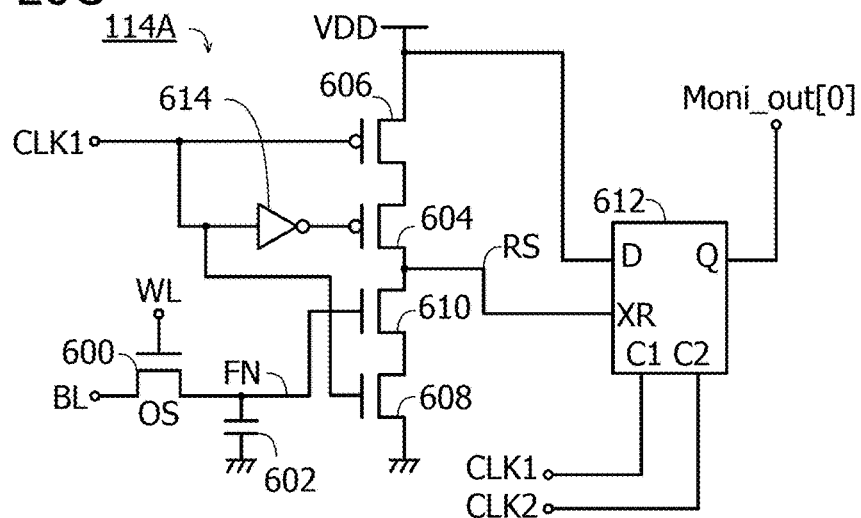 114A
VDD
606
614
Moni_out[0]
CLK1
604
612
RS
D Q
WL
610
XR
600
C1 C2
FN
BL
608
OS
602
CLK1
CLK2